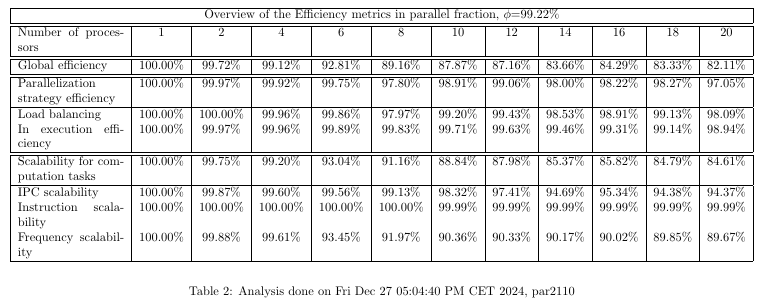 Overview of the Efficiency metrics in parallel fraction, ϕ=99.22%
Number of proces- 1 2 4 6 8 10 12 14 16 18 20
sors
Global efficiency 100.00% 99.72% 99.12% 92.81% 89.16% 87.87% 87.16% 83.66% 84.29% 83.33% 82.11%
Parallelization 100.00% 99.97% 99.92% 99.75% 97.80% 98.91% 99.06% 98.00% 98.22% 98.27% 97.05%
strategy efficiency
Load balancing 100.00% 100.00% 99.96% 99.86% 97.97% 99.20% 99.43% 98.53% 98.91% 99.13% 98.09%
In execution effi- 100.00% 99.97% 99.96% 99.89% 99.83% 99.71% 99.63% 99.46% 99.31% 99.14% 98.94%
ciency
Scalability for com- 100.00% 99.75% 99.20% 93.04% 91.16% 88.84% 87.98% 85.37% 85.82% 84.79% 84.61%
putation tasks
IPC scalability 100.00% 99.87% 99.60% 99.56% 99.13% 98.32% 97.41% 94.69% 95.34% 94.38% 94.37%
Instruction scala- 100.00% 100.00% 100.00% 100.00% 100.00% 99.99% 99.99% 99.99% 99.99% 99.99% 99.99%
bility
Frequency scalabil- 100.00% 99.88% 99.61% 93.45% 91.97% 90.36% 90.33% 90.17% 90.02% 89.85% 89.67%
ity
Table 2: Analysis done on Fri Dec 27 05:04:40 PM CET 2024, par2110